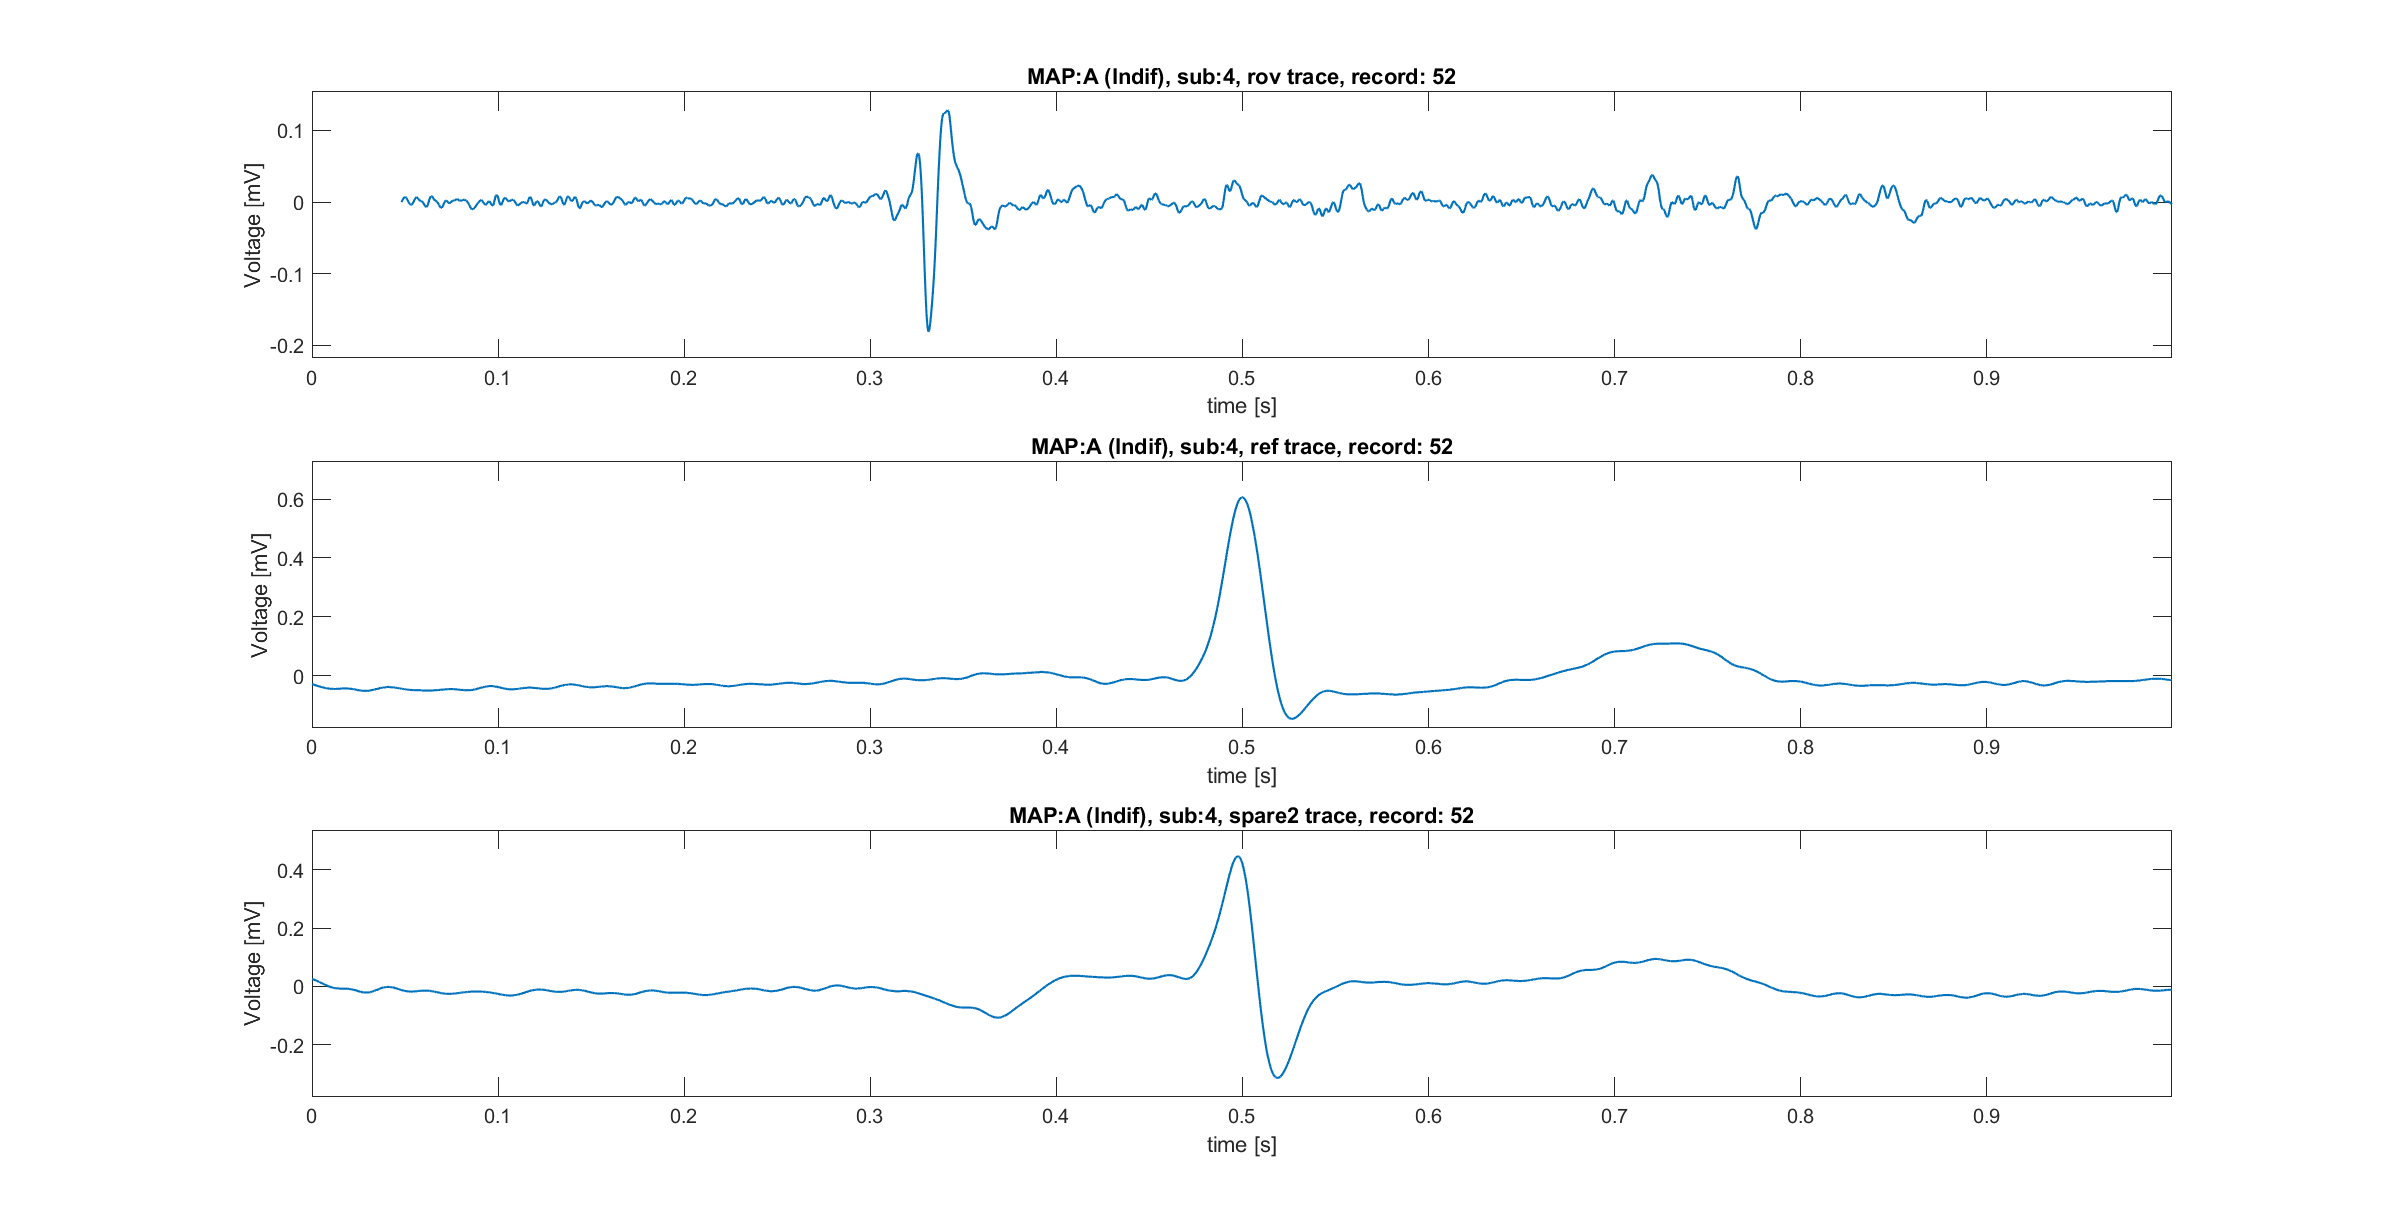 MAP:A (Indif), sub:4, rov trace, record: 52
Voltage [mV]
0.1
0
-0.1
-0.2
0 0.1 0.2 0.3 0.4 0.5 0.6 0.7 0.8 0.9
time [s]
MAP:A (Indif), sub:4, ref trace, record: 52
Voltage [mV]
0.6
0.4
0.2
0
0 0.1 0.2 0.3 0.4 0.5 0.6 0.7 0.8 0.9
time [s]
MAP:A (Indif), sub:4, spare2 trace, record: 52
Voltage [mV]
0.4
0.2
0
-0.2
0 0.1 0.2 0.3 0.4 0.5 0.6 0.7 0.8 0.9
time [s]